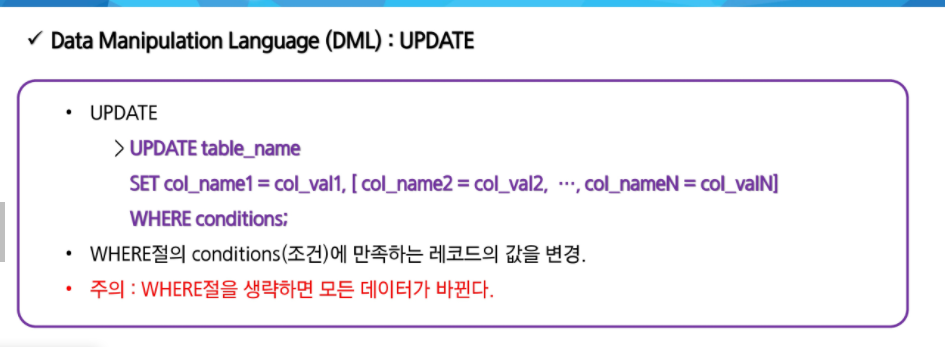 ✓ Data Manipulation Language (DML) : UPDATE
• UPDATE
> UPDATE table_name
SET col_name1 = col_val1, [ col_name2 = col_val2, ⋯, col_nameN = col_valN]
WHERE conditions;
• WHERE절의 conditions(조건)에 만족하는 레코드의 값을 변경.
• 주의 : WHERE절을 생략하면 모든 데이터가 바뀐다.